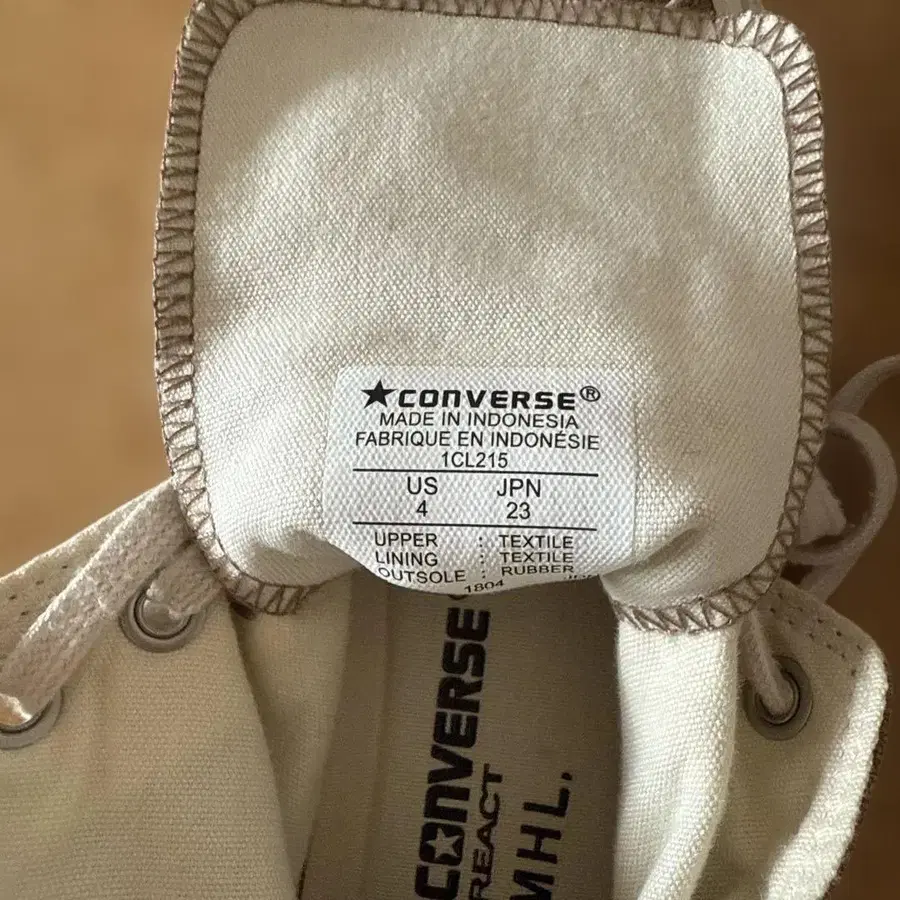 ★CONVERSE®
MADE IN INDONESIA
FABRIQUE EN INDONÉSIE
1CL215
US JPN
4 23
UPPER : TEXTILE
LINING : TEXTILE
OUTSOLE : RUBBER
1804
CONVERSE
REACT
MHL.